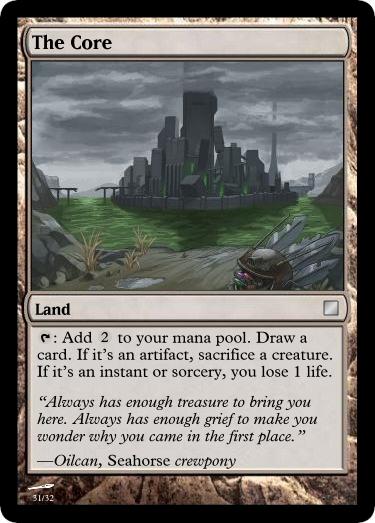 The Core
Land
: Add 2 to your mana pool. Draw a
card. If it's an artifact, sacrifice a creature.
If it's an instant or sorcery, you lose 1 life.
“Always has enough treasure to bring you
here. Always has enough grief to make you
wonder why you came in the first place.”
—Oilcan, Seahorse crewpony
31/32